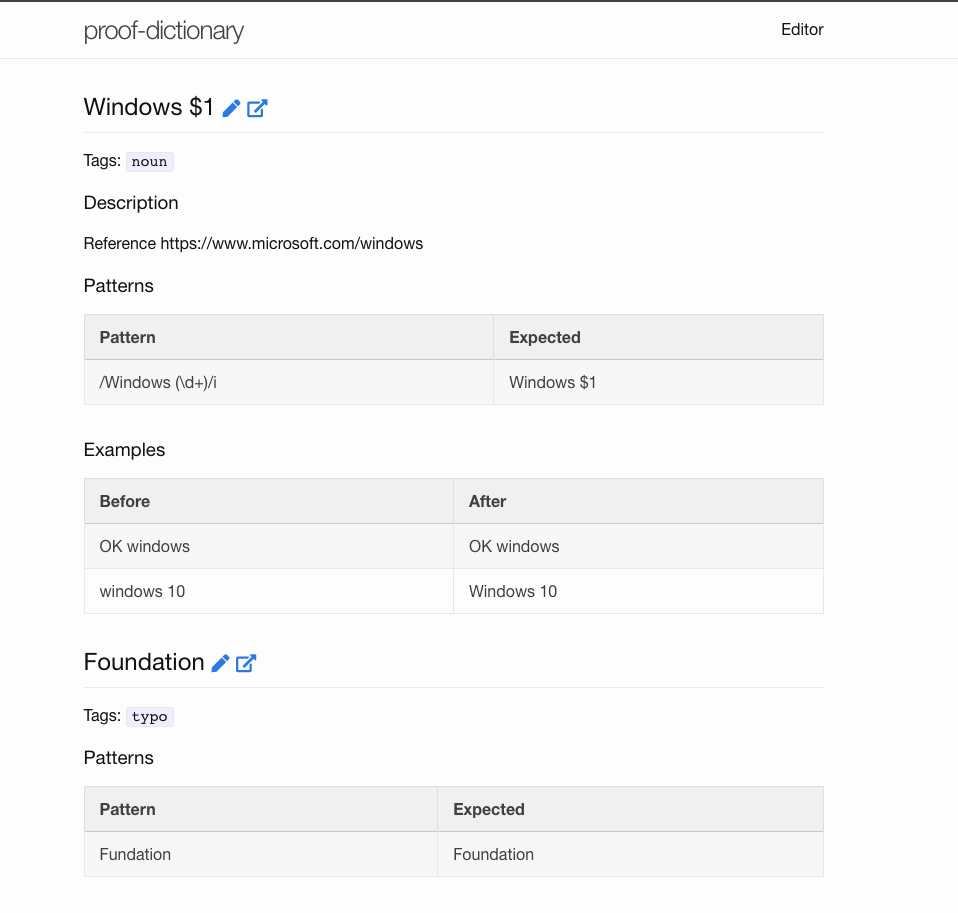 proof-dictionary
Editor
Windows $1
Tags: noun
Description
Reference https://www.microsoft.com/windows
Patterns
Pattern Expected
/Windows (\d+)/i Windows $1
Examples
Before After
OK windows OK windows
windows 10 Windows 10
Foundation
Tags: typo
Patterns
Pattern Expected
Fundation Foundation